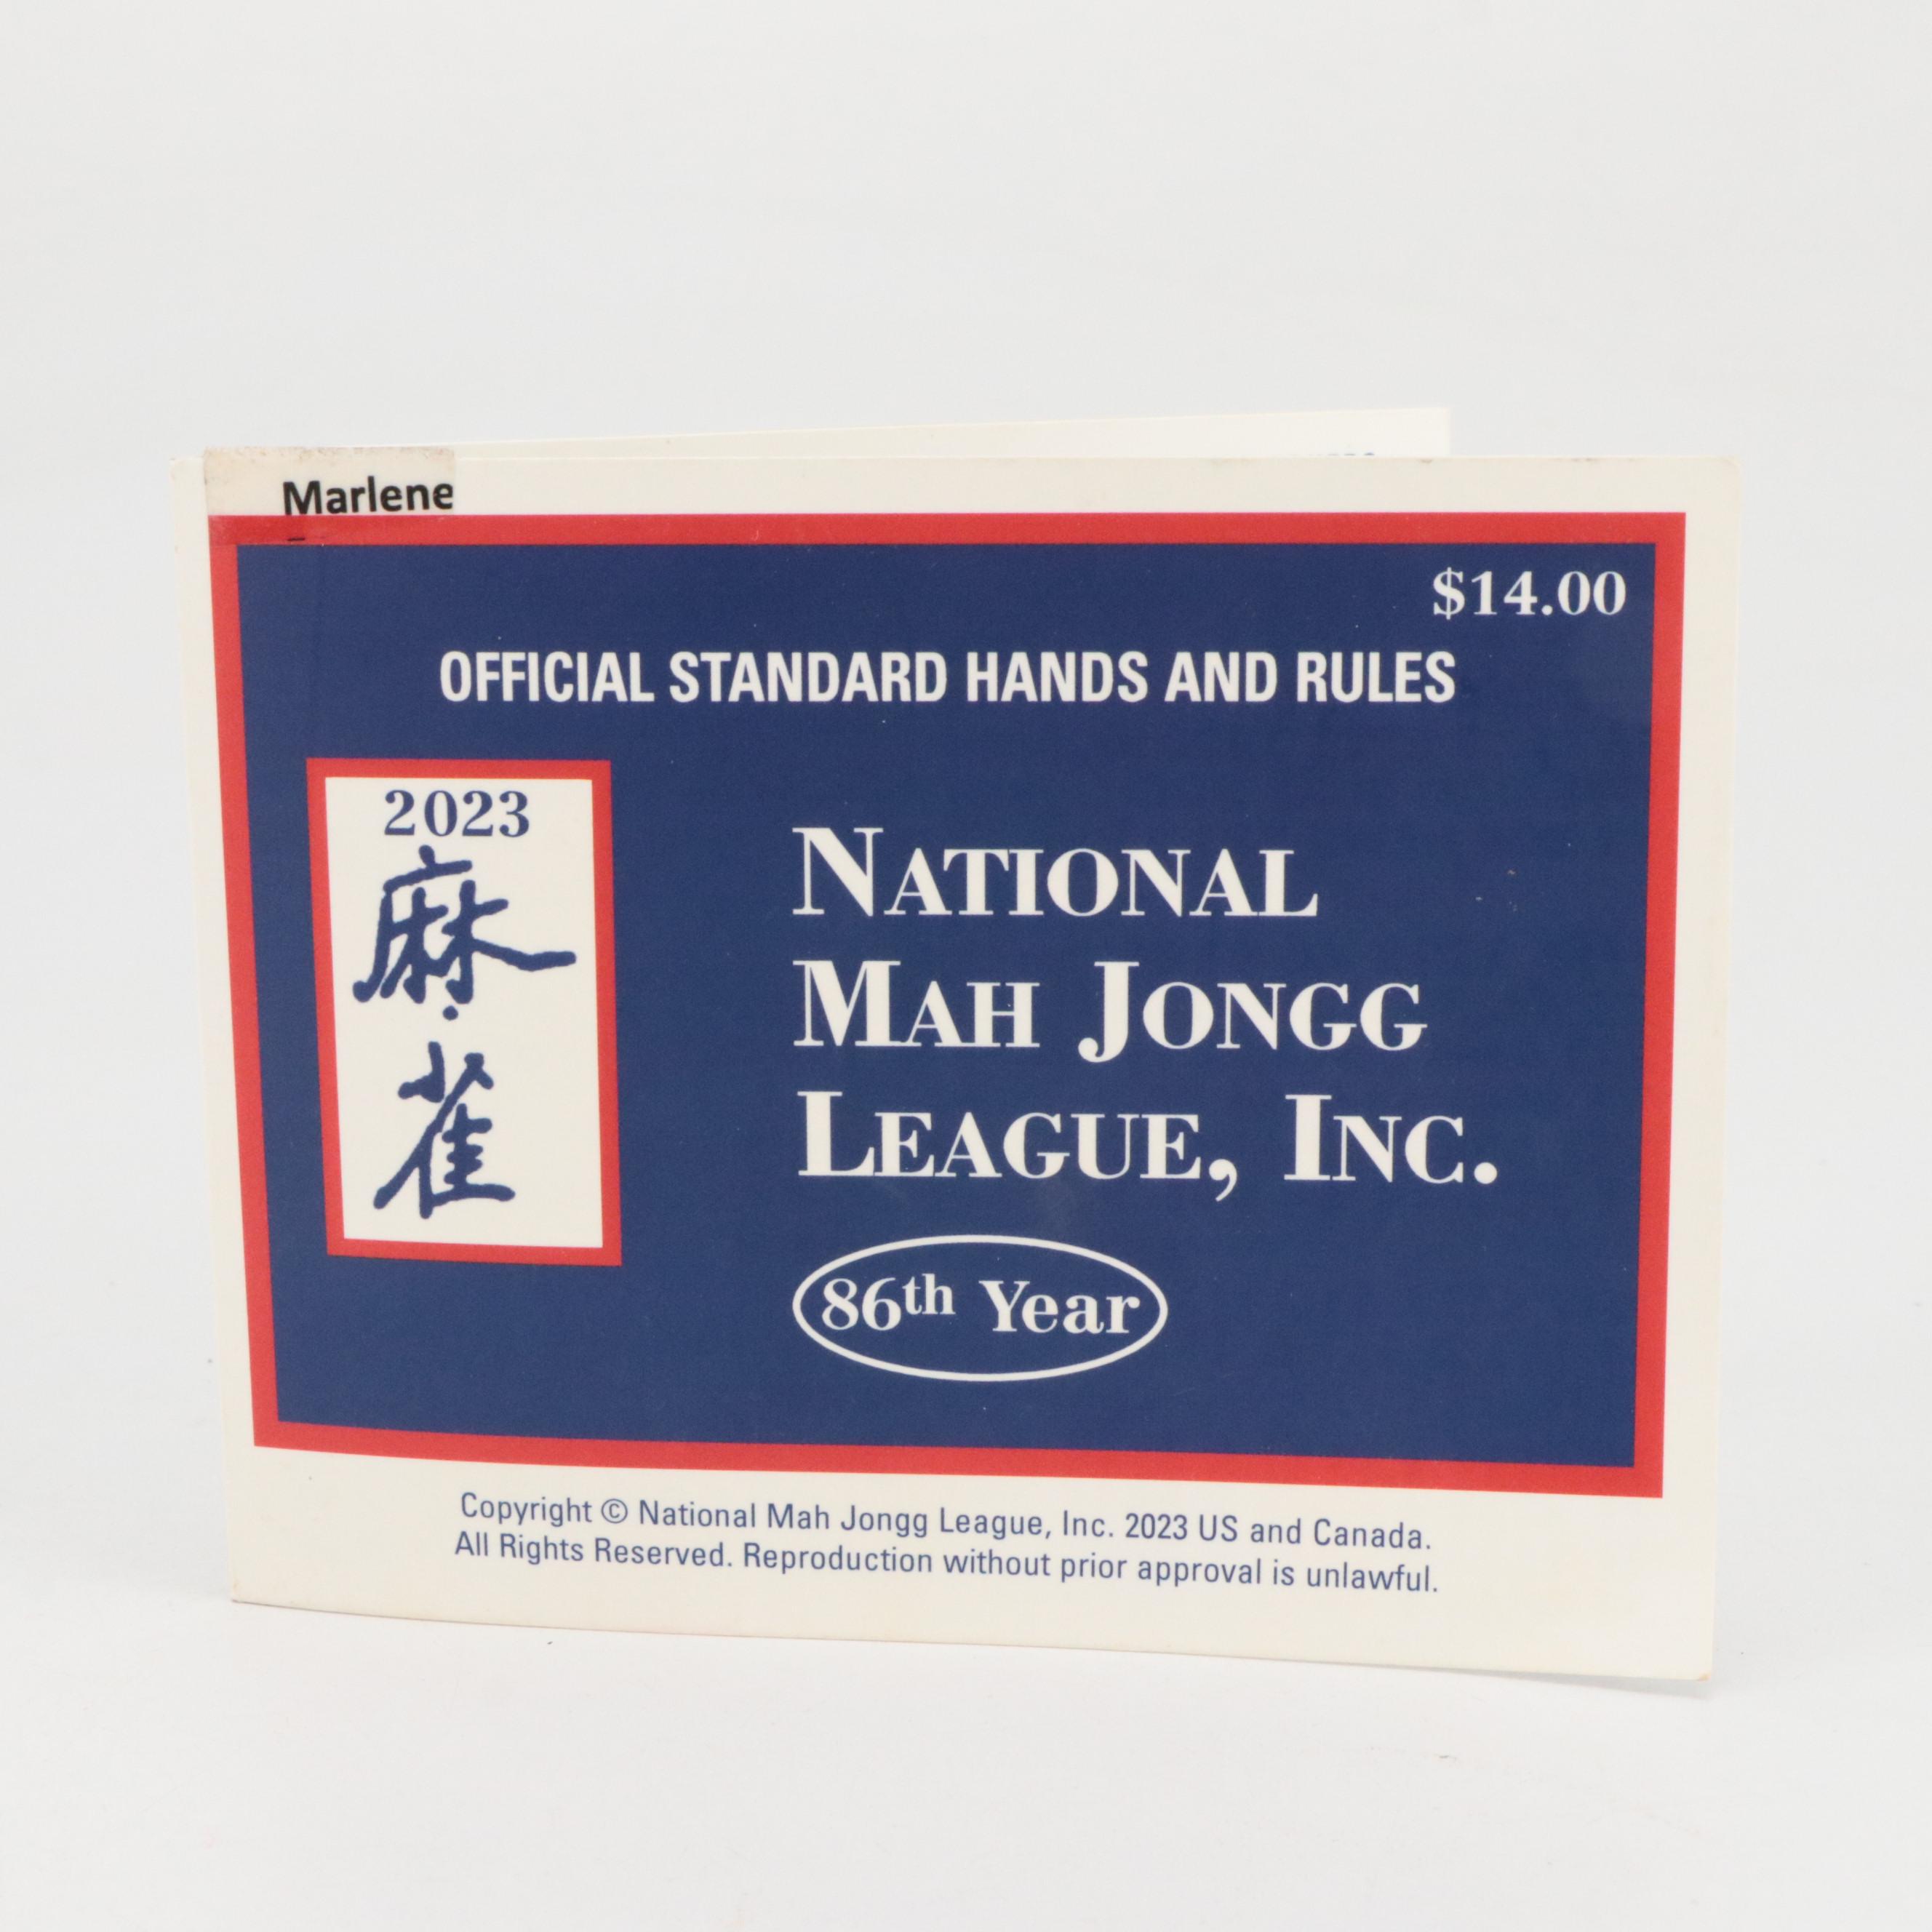 Marlene
$14.00
OFFICIAL STANDARD HANDS AND RULES
2023
麻
雀
NATIONAL
MAH JONGG
LEAGUE, INC.
86th Year
Copyright © National Mah Jongg League, Inc. 2023 US and Canada.
All Rights Reserved. Reproduction without prior approval is unlawful.